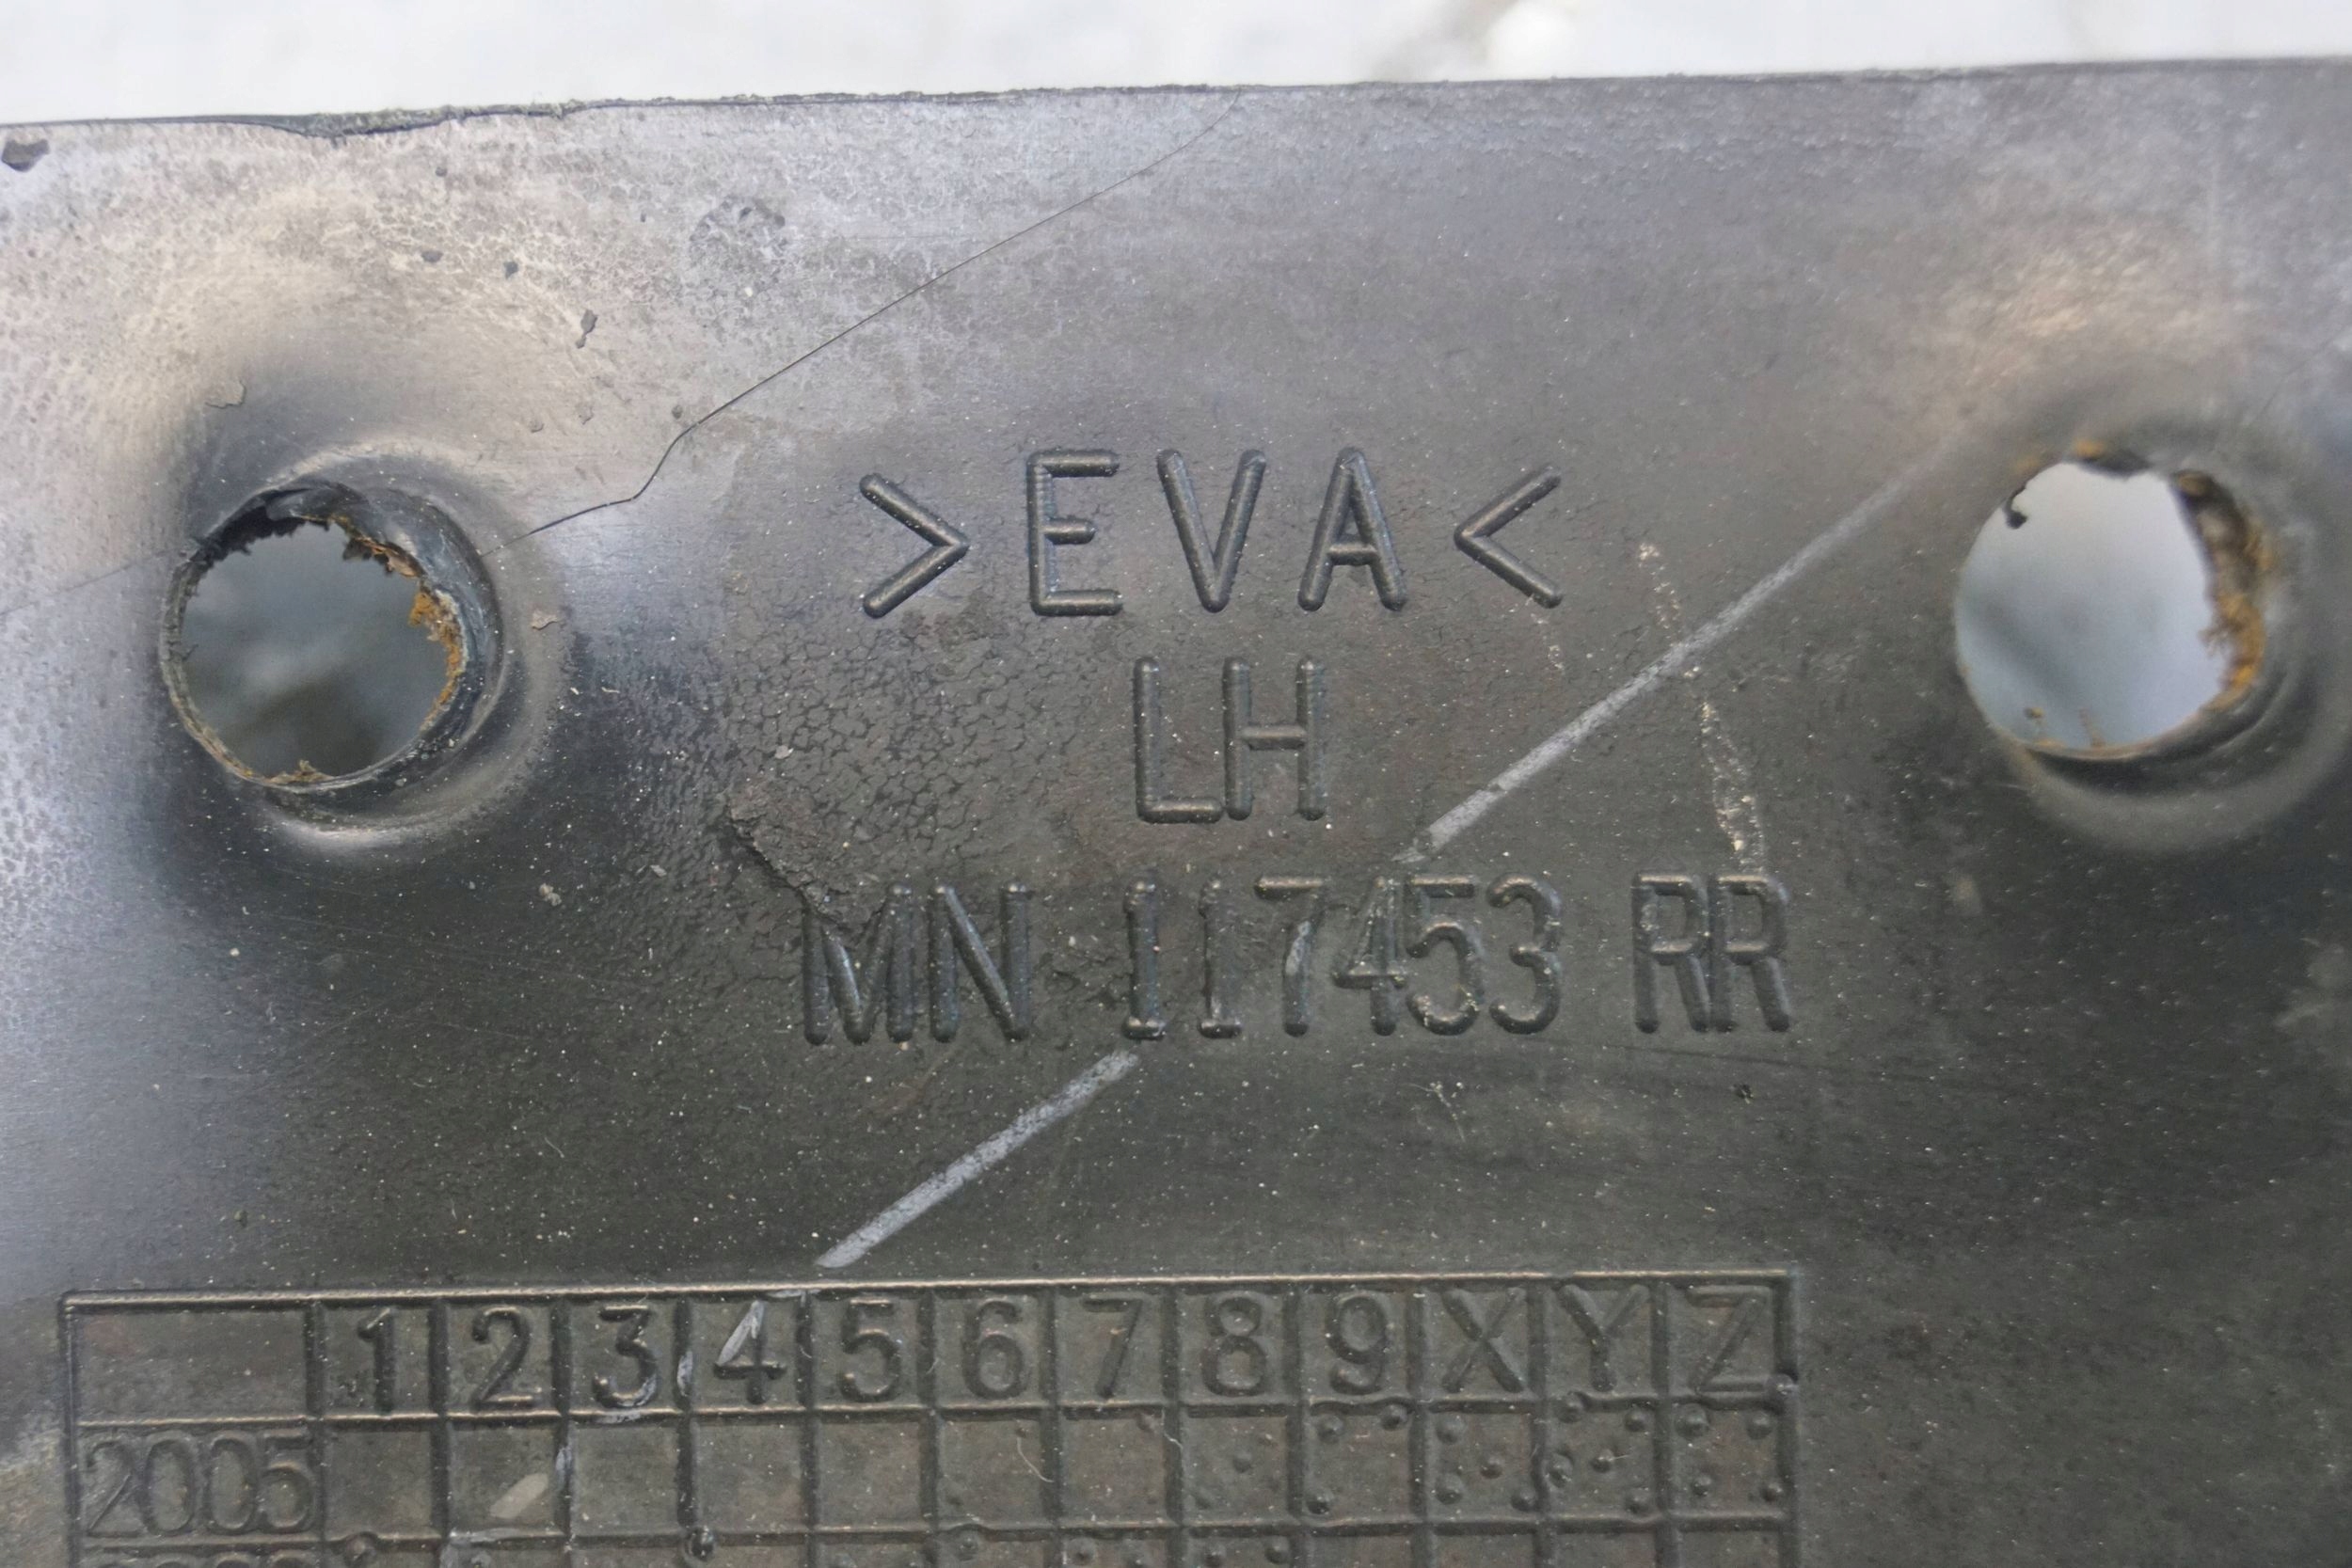 >EVA<
LH
MN 117453 RR
1 2 3 4 5 6 7 8 9 X Y Z
2005